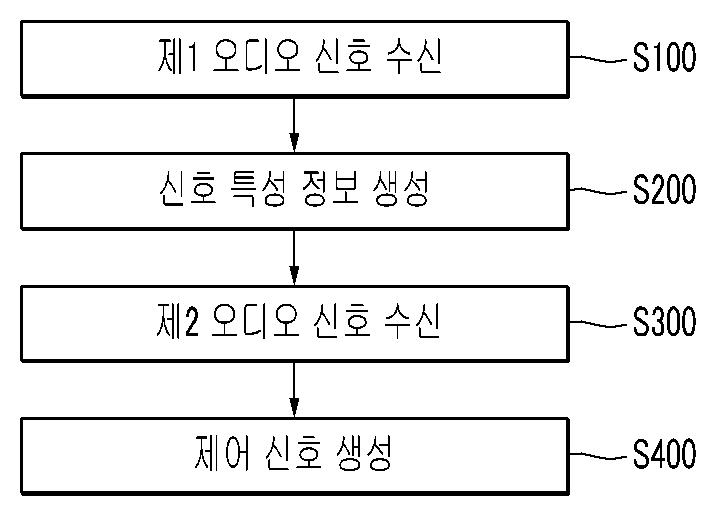 제1 오디오 신호 수신 S100
신호 특성 정보 생성 S200
제2 오디오 신호 수신 S300
제어 신호 생성 S400